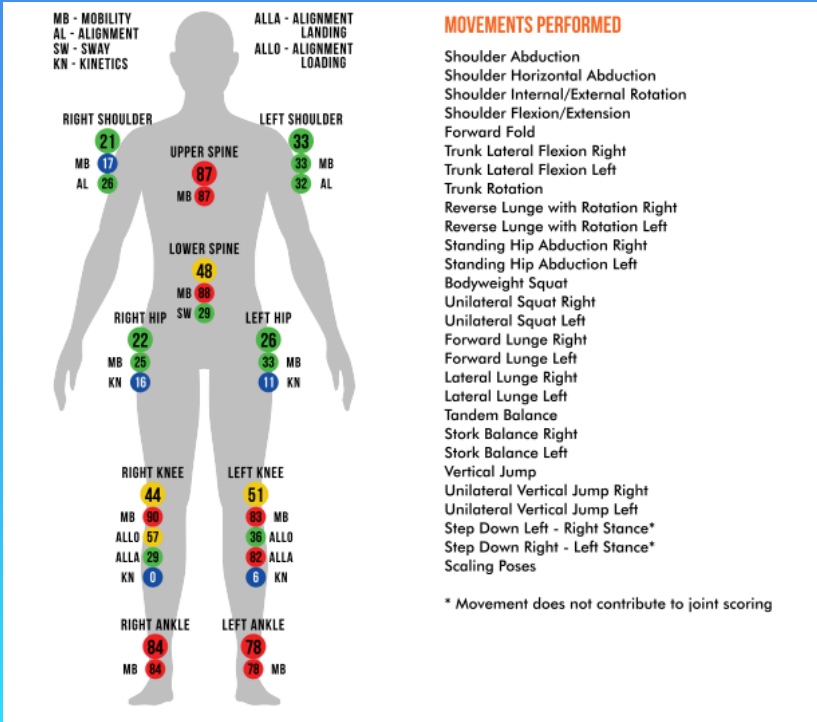 MB - MOBILITY
AL - ALIGNMENT
SW - SWAY
KN - KINETICS
ALLA - ALIGNMENT
LANDING
ALLO - ALIGNMENT
LOADING
RIGHT SHOULDER
21
MB 17
AL 26
LEFT SHOULDER
33
33 MB
32 AL
UPPER SPINE
87
MB 87
LOWER SPINE
48
MB 88
SW 29
RIGHT HIP
22
MB 25
KN 16
LEFT HIP
26
33 MB
11 KN
RIGHT KNEE
44
MB 90
ALLO 57
ALLA 29
KN 0
LEFT KNEE
51
83 MB
36 ALLO
82 ALLA
6 KN
RIGHT ANKLE
84
MB 84
LEFT ANKLE
78
78 MB
MOVEMENTS PERFORMED
Shoulder Abduction
Shoulder Horizontal Abduction
Shoulder Internal/External Rotation
Shoulder Flexion/Extension
Forward Fold
Trunk Lateral Flexion Right
Trunk Lateral Flexion Left
Trunk Rotation
Reverse Lunge with Rotation Right
Reverse Lunge with Rotation Left
Standing Hip Abduction Right
Standing Hip Abduction Left
Bodyweight Squat
Unilateral Squat Right
Unilateral Squat Left
Forward Lunge Right
Forward Lunge Left
Lateral Lunge Right
Lateral Lunge Left
Tandem Balance
Stork Balance Right
Stork Balance Left
Vertical Jump
Unilateral Vertical Jump Right
Unilateral Vertical Jump Left
Step Down Left - Right Stance*
Step Down Right - Left Stance*
Scaling Poses
* Movement does not contribute to joint scoring